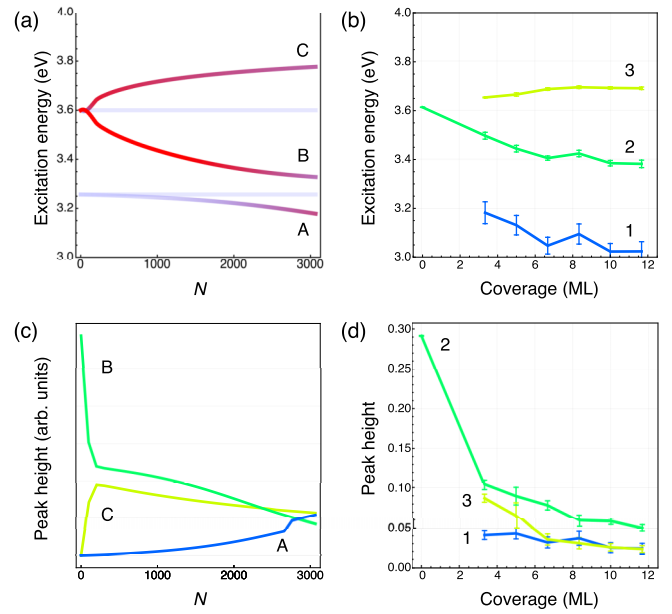 (a)
4.0
3.8
3.6
3.4
3.2
3.0
Excitation energy (eV)
C
B
A
0
1000
2000
3000
N
(b)
4.0
3.8
3.6
3.4
3.2
3.0
Excitation energy (eV)
3
2
1
0
2
4
6
8
10
12
Coverage (ML)
(c)
Peak height (arb. units)
B
C
A
0
1000
2000
3000
N
(d)
0.30
0.25
0.20
0.15
0.10
0.05
0.00
Peak height
2
3
1
0
2
4
6
8
10
12
Coverage (ML)